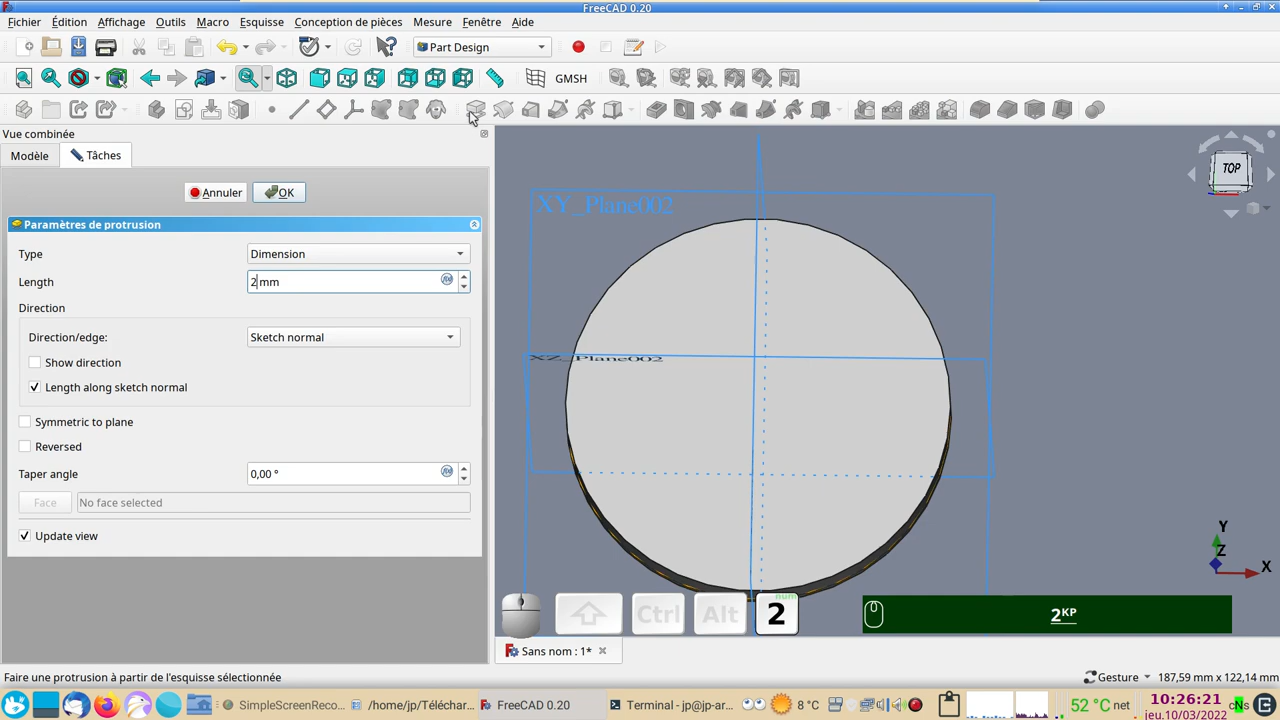 FreeCAD 0.20
Fichier Édition Affichage Outils Macro Esquisse Conception de pièces Mesure Fenêtre Aide
Part Design
GMSH
Vue combinée
Modèle Tâches
Annuler OK
Paramètres de protrusion
Type Dimension
Length 2 mm
Direction
Direction/edge: Sketch normal
Show direction
Length along sketch normal
Symmetric to plane
Reversed
Taper angle 0,00 °
Face No face selected
Update view
XY_Plane002
XZ_Plane002
TOP
Y
Z
X
Ctrl Alt num 2
2KP
Sans nom : 1*
Faire une protrusion à partir de l'esquisse sélectionnée
Gesture 187,59 mm x 122,14 mm
SimpleScreenReco... /home/jp/Téléchar... FreeCAD 0.20 Terminal - jp@jp-ar... 8 °C 52 °C net 10:26:21 cNs
jeu.10/03/2022